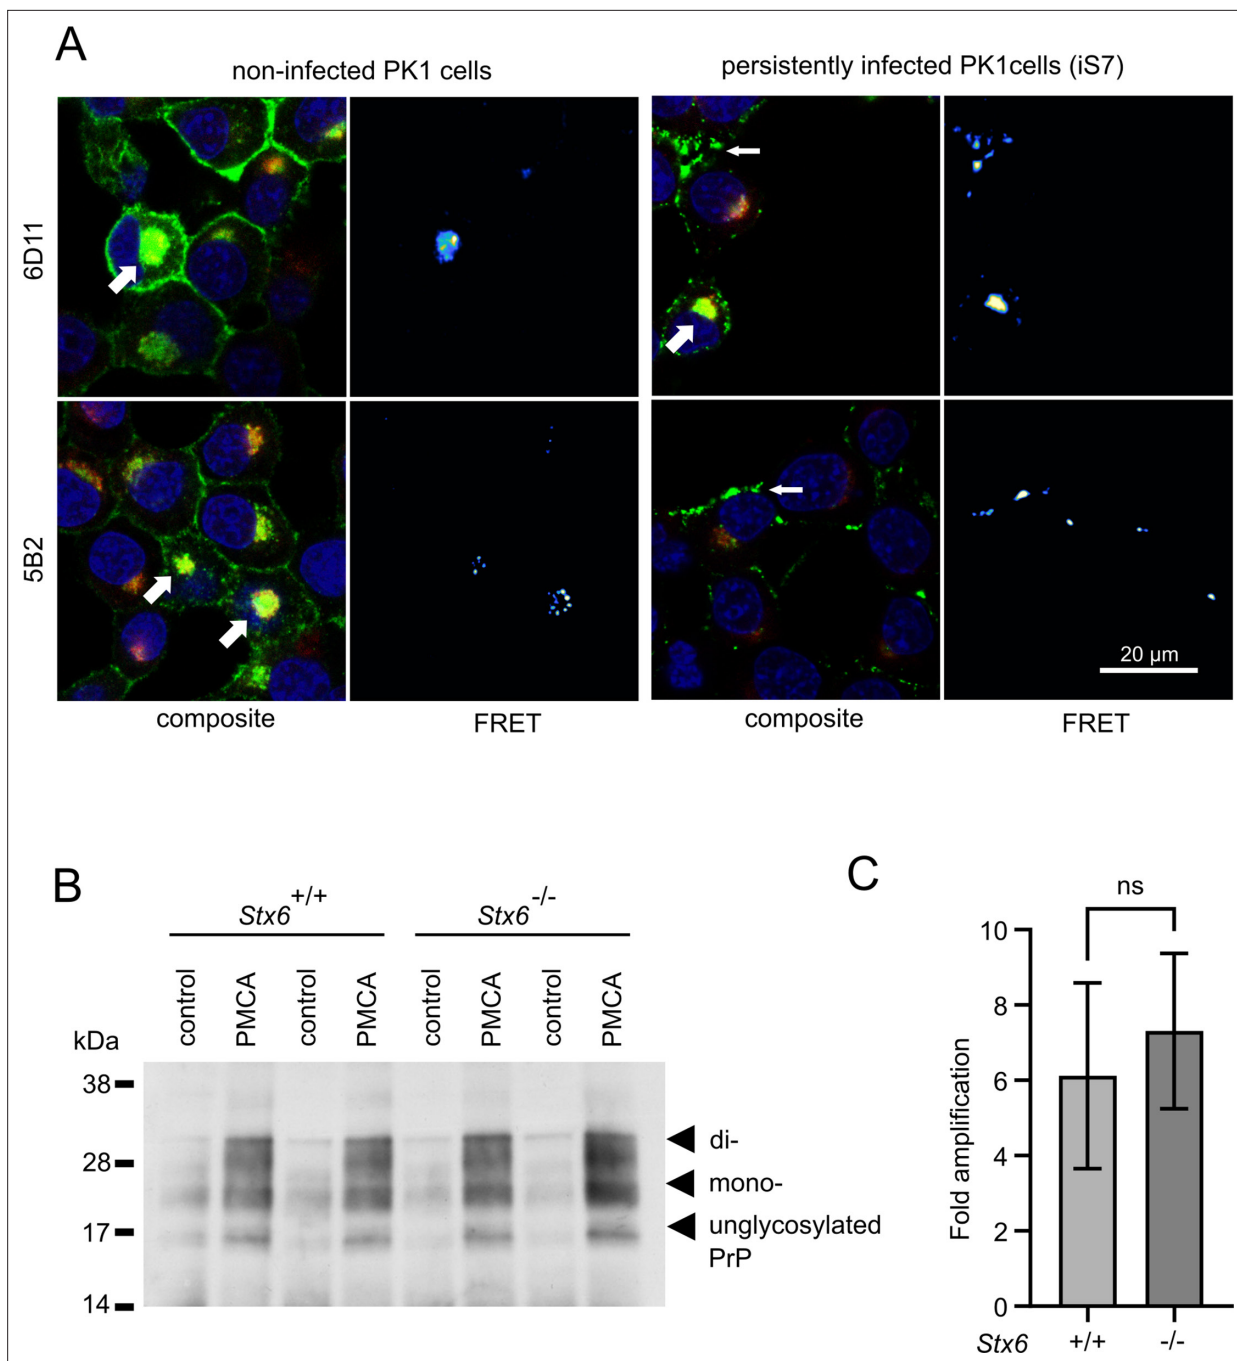 A
non-infected PK1 cells
persistently infected PK1cells (iS7)
6D11
5B2
20 µm
composite
FRET
composite
FRET
B
Stx6+/+
Stx6-/-
control
PMCA
control
PMCA
control
PMCA
control
PMCA
kDa
38
28
17
14
di-
mono-
unglycosylated
PrP
C
ns
Fold amplification
10
8
6
4
2
0
Stx6 +/+ -/-